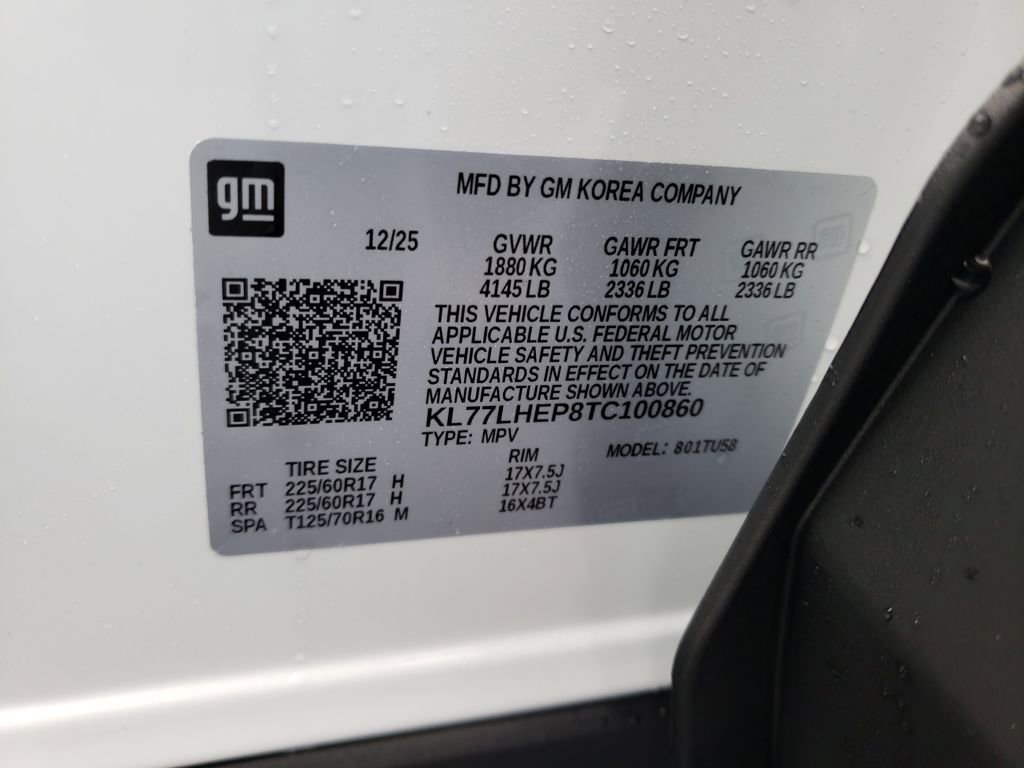 gm
MFD BY GM KOREA COMPANY
12/25 GVWR GAWR FRT GAWR RR
1880 KG 1060 KG 1060 KG
4145 LB 2336 LB 2336 LB
THIS VEHICLE CONFORMS TO ALL
APPLICABLE U.S. FEDERAL MOTOR
VEHICLE SAFETY AND THEFT PREVENTION
STANDARDS IN EFFECT ON THE DATE OF
MANUFACTURE SHOWN ABOVE.
KL77LHEP8TC100860
TYPE: MPV MODEL: 801TU58
TIRE SIZE RIM
FRT 225/60R17 H 17X7.5J
RR 225/60R17 H 17X7.5J
SPA T125/70R16 M 16X4BT